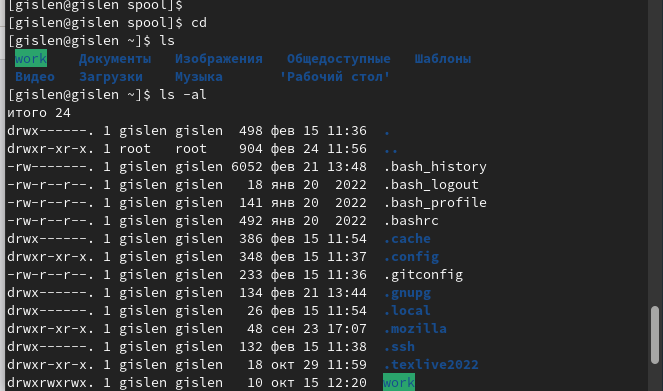 [gislen@gislen spool]$
[gislen@gislen spool]$ cd
[gislen@gislen ~]$ ls
work Документы Изображения Общедоступные Шаблоны
Видео Загрузки Музыка 'Рабочий стол'
[gislen@gislen ~]$ ls -al
итого 24
drwx------. 1 gislen gislen 498 фев 15 11:36 .
drwxr-xr-x. 1 root root 904 фев 24 11:56 ..
-rw-------. 1 gislen gislen 6052 фев 21 13:48 .bash_history
-rw-r--r--. 1 gislen gislen 18 янв 20 2022 .bash_logout
-rw-r--r--. 1 gislen gislen 141 янв 20 2022 .bash_profile
-rw-r--r--. 1 gislen gislen 492 янв 20 2022 .bashrc
drwx------. 1 gislen gislen 386 фев 15 11:54 .cache
drwxr-xr-x. 1 gislen gislen 348 фев 15 11:37 .config
-rw-r--r--. 1 gislen gislen 233 фев 15 11:36 .gitconfig
drwx------. 1 gislen gislen 134 фев 21 13:44 .gnupg
drwx------. 1 gislen gislen 26 фев 15 11:54 .local
drwxr-xr-x. 1 gislen gislen 48 сен 23 17:07 .mozilla
drwx------. 1 gislen gislen 132 фев 15 11:38 .ssh
drwxr-xr-x. 1 gislen gislen 18 окт 29 11:59 .texlive2022
drwxrwxrwx. 1 gislen gislen 10 окт 15 12:20 work